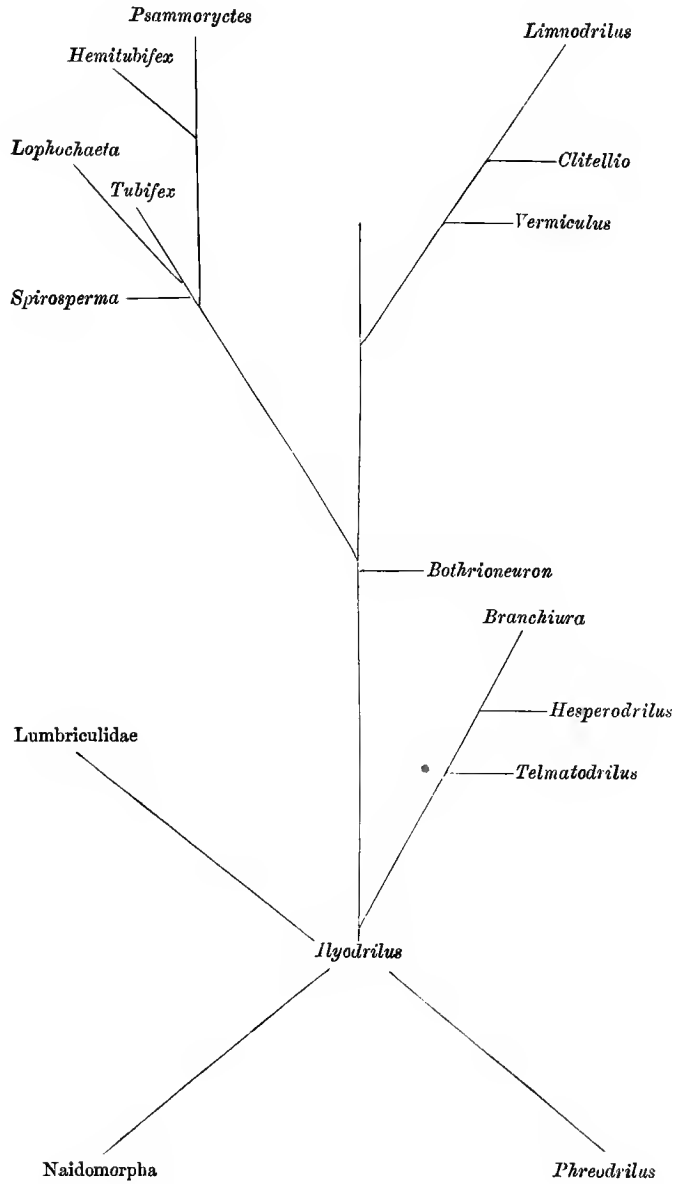 Psammoryctes
Limnodrilus
Hemitubifex
Lophochaeta
Clitellio
Tubifex
Vermiculus
Spirosperma
Bothrioneuron
Branchiura
Hesperodrilus
Lumbriculidae
Telmatodrilus
Ilyodrilus
Naidomorpha
Phreodrilus